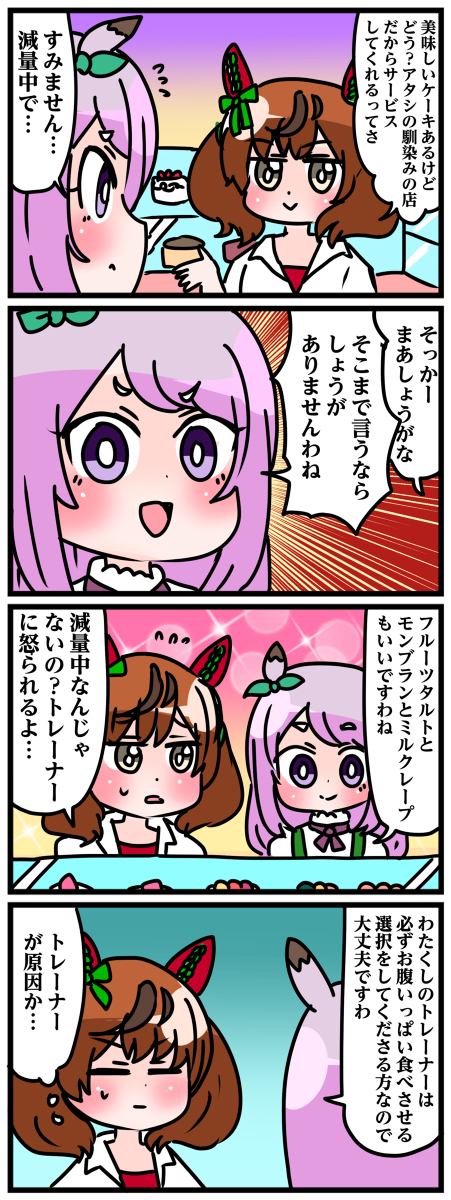 美味しいケーキあるけど
どう？アタシの馴染みの店
だからサービス
してくれるってさ
すみません…
減量中で…
そっかー
まあしょうがな
そこまで言うなら
しょうが
ありませんわね
フルーツタルトと
モンブランとミルクレープ
もいいですわね
減量中なんじゃ
ないの？トレーナー
に怒られるよ…
わたくしのトレーナーは
必ずお腹いっぱい食べさせる
選択をしてくださる方なので
大丈夫ですわ
トレーナー
が原因か…